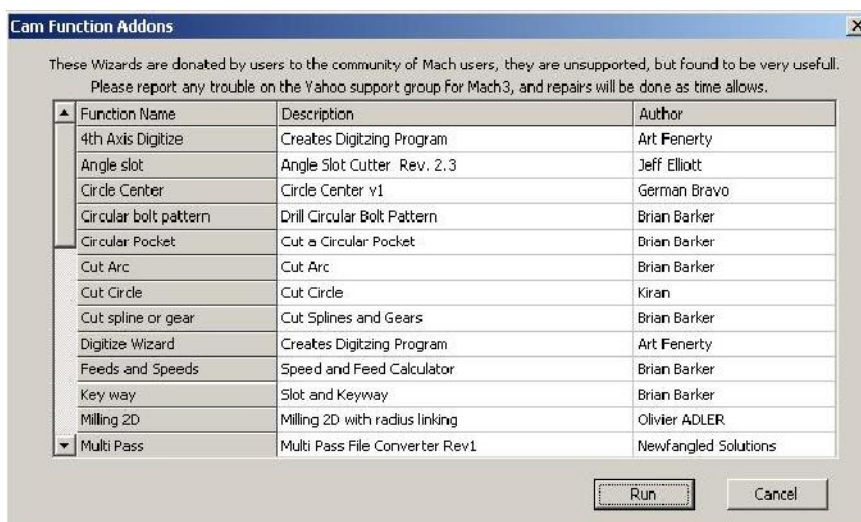 Cam Function Addons
These Wizards are donated by users to the community of Mach users, they are unsupported, but found to be very usefull.
Please report any trouble on the Yahoo support group for Mach3, and repairs will be done as time allows.
Function Name Description Author
4th Axis Digitize Creates Digitzing Program Art Fenerty
Angle slot Angle Slot Cutter Rev. 2.3 Jeff Elliott
Circle Center Circle Center v1 German Bravo
Circular bolt pattern Drill Circular Bolt Pattern Brian Barker
Circular Pocket Cut a Circular Pocket Brian Barker
Cut Arc Cut Arc Brian Barker
Cut Circle Cut Circle Kiran
Cut spline or gear Cut Splines and Gears Brian Barker
Digitize Wizard Creates Digitzing Program Art Fenerty
Feeds and Speeds Speed and Feed Calculator Brian Barker
Key way Slot and Keyway Brian Barker
Milling 2D Milling 2D with radius linking Olivier ADLER
Multi Pass Multi Pass File Converter Rev1 Newfangled Solutions
Run Cancel